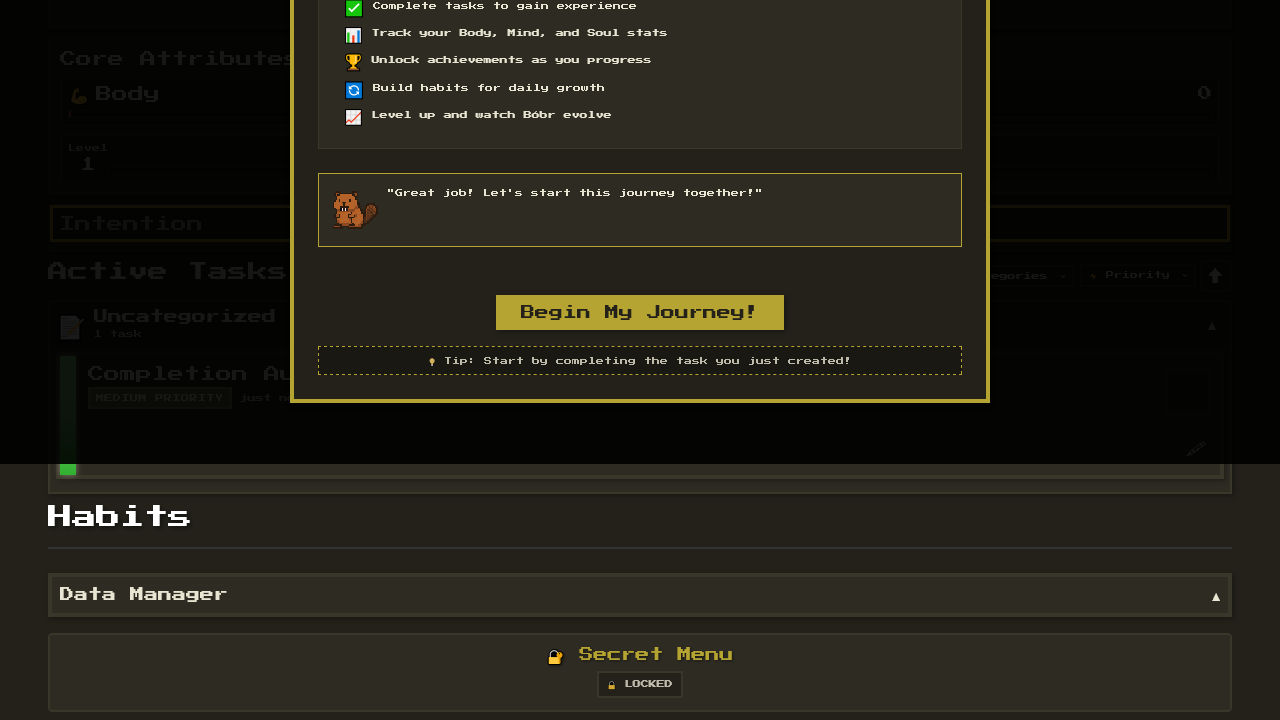 Complete tasks to gain experience
Track your Body, Mind, and Soul stats
Unlock achievements as you progress
Build habits for daily growth
Level up and watch Bóbr evolve
Core Attributes
Body
0
Level
1
"Great job! Let's start this journey together!"
Intention
Active Tasks
Priority
Uncategorized
1 task
Begin My Journey!
Tip: Start by completing the task you just created!
Completion
MEDIUM PRIORITY just
Habits
Data Manager
Secret Menu
LOCKED